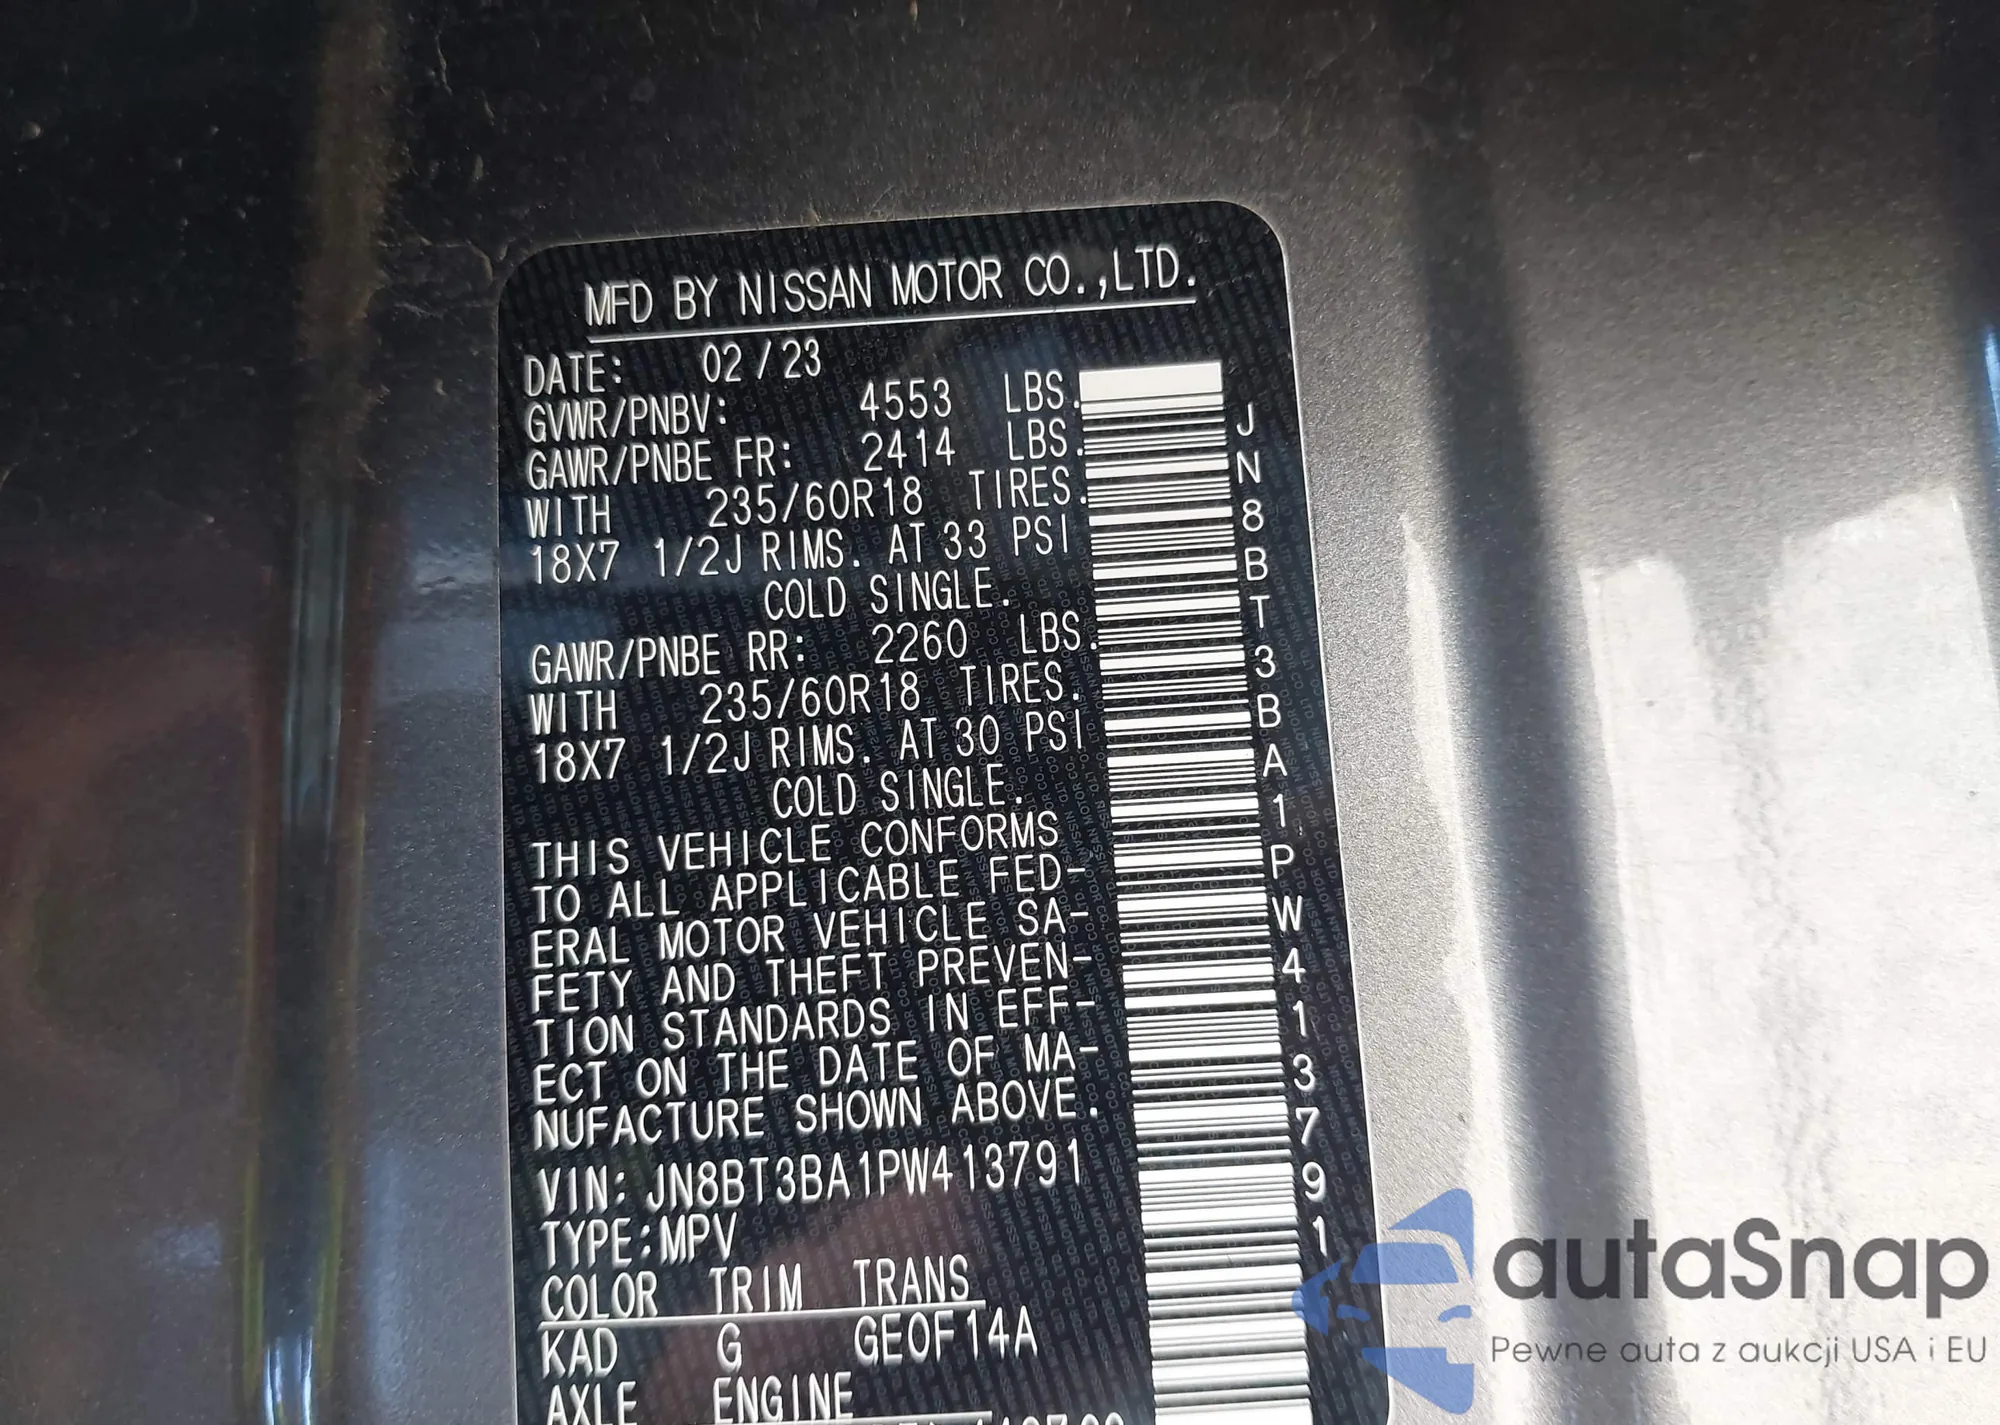 MFD BY NISSAN MOTOR CO.,LTD.
DATE: 02/23
GVWR/PNBV: 4553 LBS.
GAWR/PNBE FR: 2414 LBS.
WITH 235/60R18 TIRES.
18X7 1/2J RIMS. AT 33 PSI
COLD SINGLE.
GAWR/PNBE RR: 2260 LBS.
WITH 235/60R18 TIRES.
18X7 1/2J RIMS. AT 30 PSI
COLD SINGLE.
THIS VEHICLE CONFORMS
TO ALL APPLICABLE FED-
ERAL MOTOR VEHICLE SA-
FETY AND THEFT PREVEN-
TION STANDARDS IN EFF-
ECT ON THE DATE OF MA-
NUFACTURE SHOWN ABOVE.
VIN: JN8BT3BA1PW413791
TYPE:MPV
COLOR TRIM TRANS
KAD G GE0F14A
AXLE ENGINE
JN8BT3BA1PW413791
autaSnap
Pewne auta z aukcji USA i EU